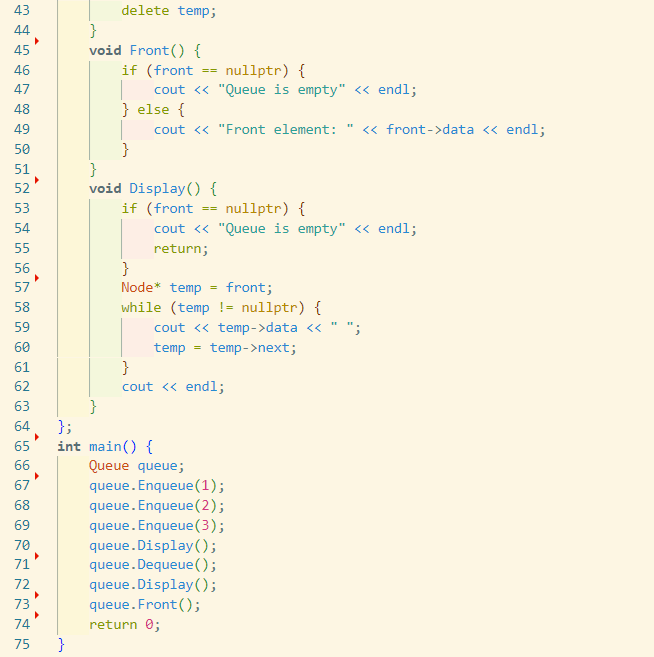 43 delete temp;
44 }
45 void Front() {
46 if (front == nullptr) {
47 cout << "Queue is empty" << endl;
48 } else {
49 cout << "Front element: " << front->data << endl;
50 }
51 }
52 void Display() {
53 if (front == nullptr) {
54 cout << "Queue is empty" << endl;
55 return;
56 }
57 Node* temp = front;
58 while (temp != nullptr) {
59 cout << temp->data << " ";
60 temp = temp->next;
61 }
62 cout << endl;
63 }
64 };
65 int main() {
66 Queue queue;
67 queue.Enqueue(1);
68 queue.Enqueue(2);
69 queue.Enqueue(3);
70 queue.Display();
71 queue.Dequeue();
72 queue.Display();
73 queue.Front();
74 return 0;
75 }